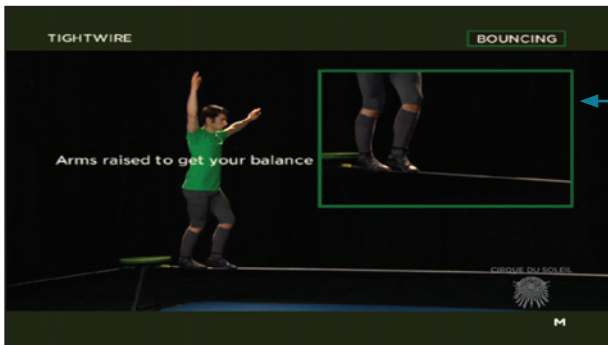 TIGHTWIRE
BOUNCING
Arms raised to get your balance
CIRQUE DU SOLEIL
M